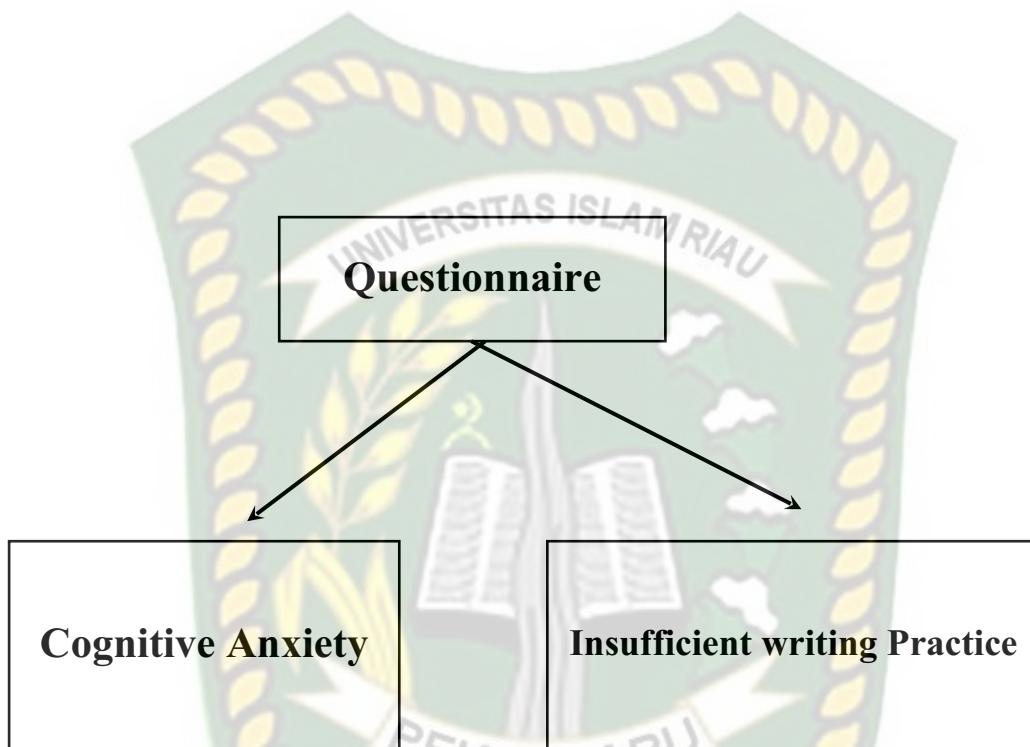 UNIVERSITAS ISLAM RIAU
Questionnaire
Cognitive Anxiety
Insufficient writing Practice